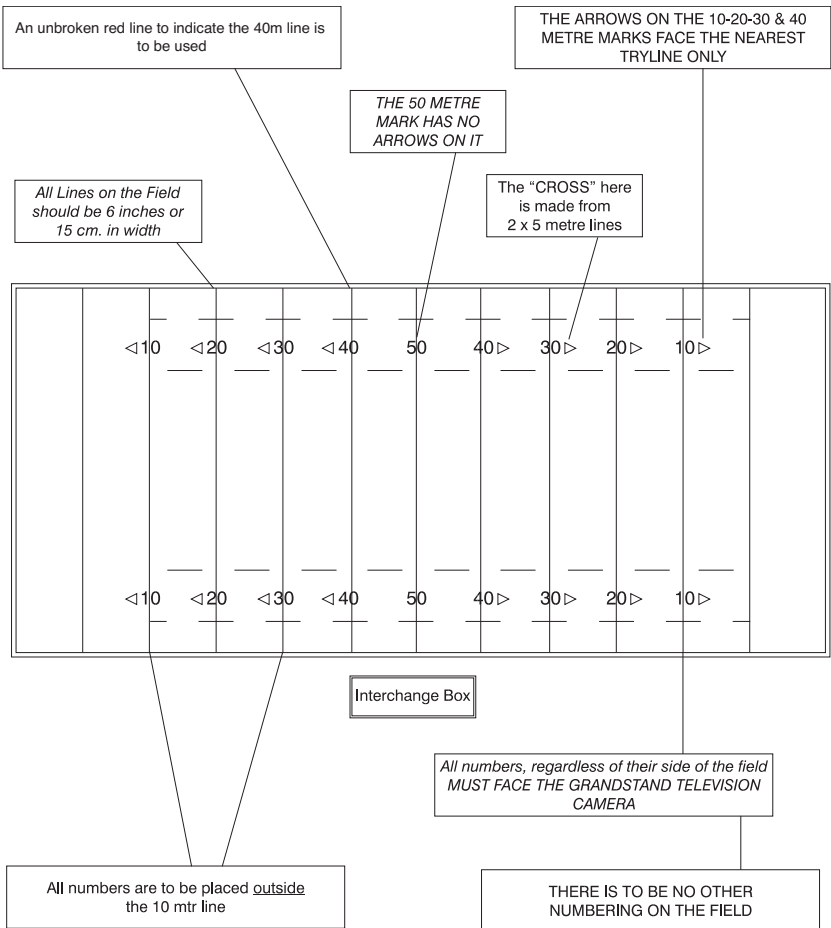 An unbroken red line to indicate the 40m line is
to be used
THE ARROWS ON THE 10-20-30 & 40
METRE MARKS FACE THE NEAREST
TRYLINE ONLY
THE 50 METRE
MARK HAS NO
ARROWS ON IT
All Lines on the Field
should be 6 inches or
15 cm. in width
The “CROSS” here
is made from
2 x 5 metre lines
◁10 ◁20 ◁30 ◁40 50 40▷ 30▷ 20▷ 10▷
◁10 ◁20 ◁30 ◁40 50 40▷ 30▷ 20▷ 10▷
Interchange Box
All numbers, regardless of their side of the field
MUST FACE THE GRANDSTAND TELEVISION
CAMERA
All numbers are to be placed outside
the 10 mtr line
THERE IS TO BE NO OTHER
NUMBERING ON THE FIELD